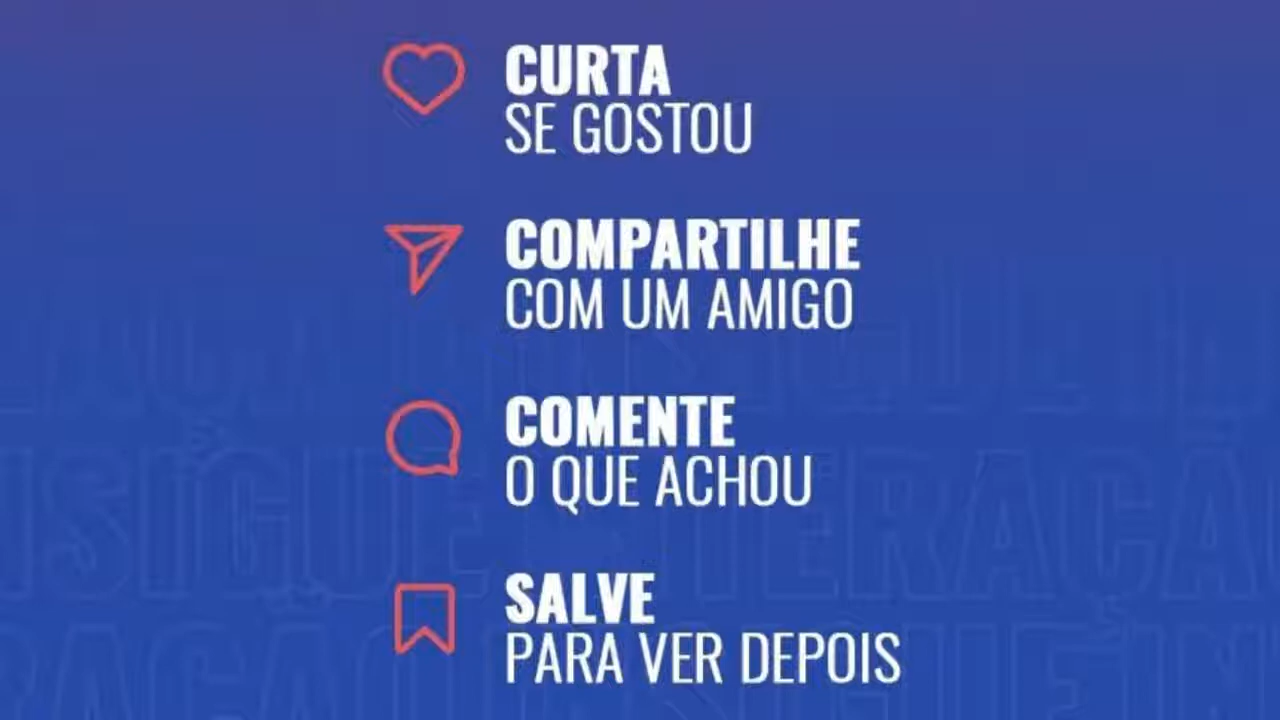 CURTA
SE GOSTOU
COMPARTILHE
COM UM AMIGO
COMENTE
O QUE ACHOU
SALVE
PARA VER DEPOIS